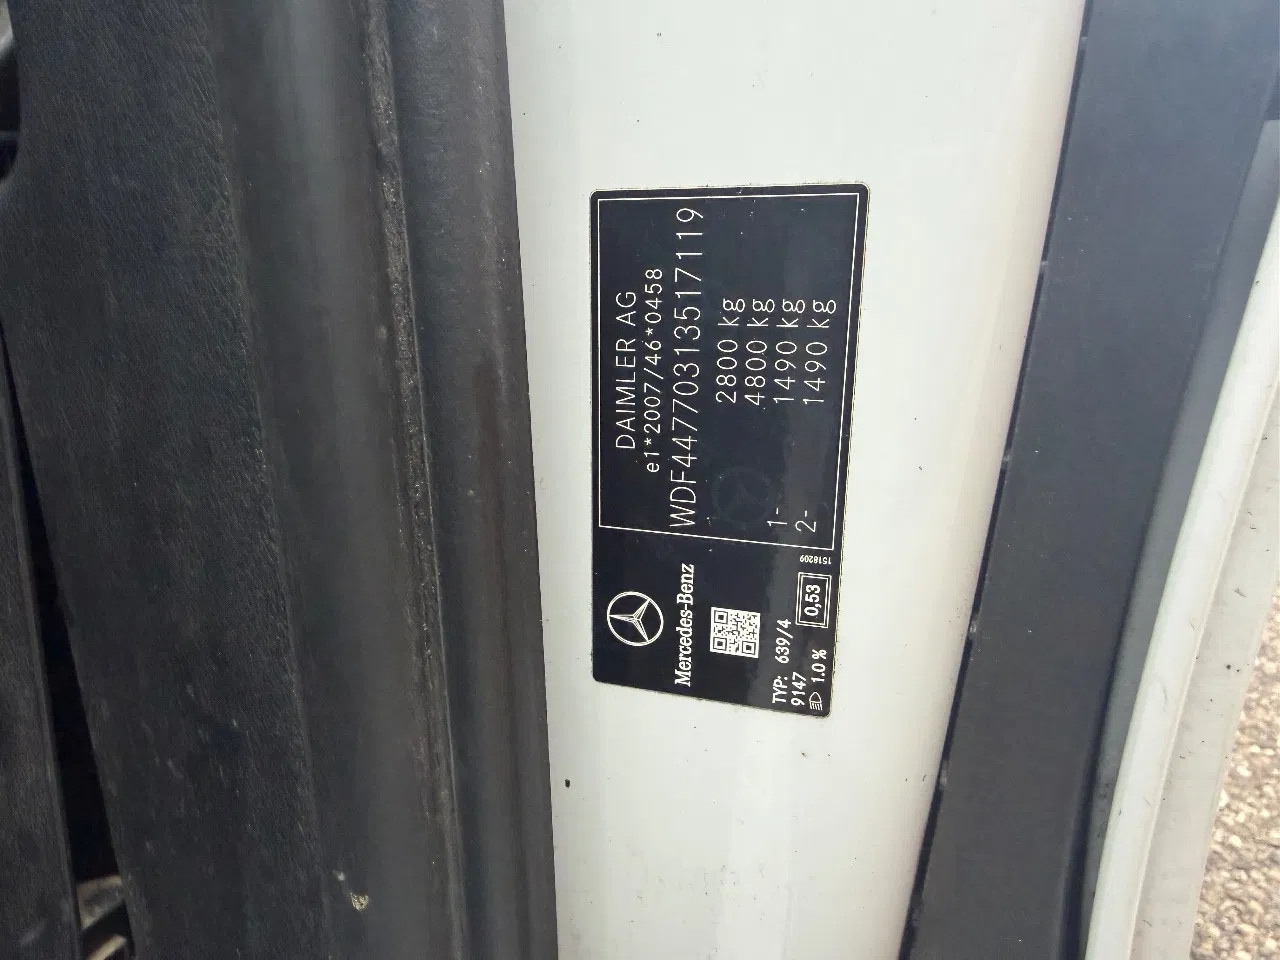 DAIMLER AG
e1*2007/46*0458
WDF44770313517119
2800 kg
4800 kg
1- 1490 kg
2- 1490 kg
Mercedes-Benz
TYP: 639/4
9147
1.0% 0,53
1518209